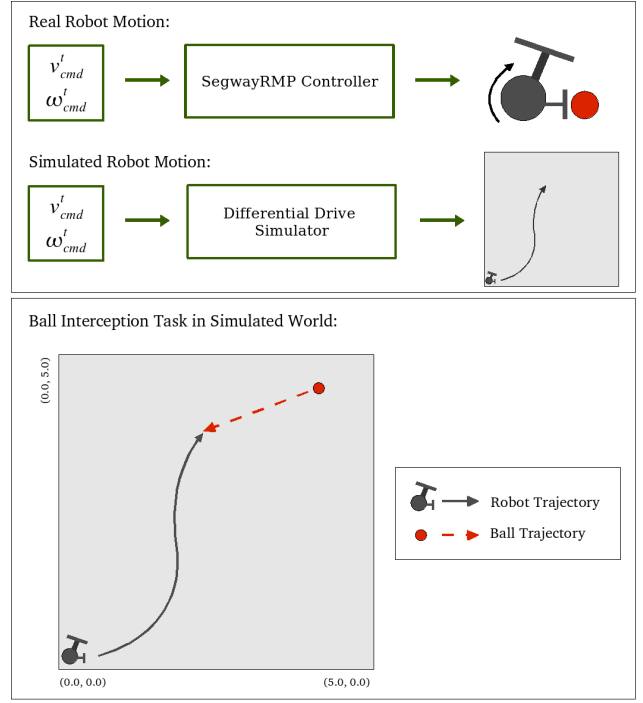 Real Robot Motion:
v^t_cmd
ω^t_cmd
SegwayRMP Controller
Simulated Robot Motion:
v^t_cmd
ω^t_cmd
Differential Drive
Simulator
Ball Interception Task in Simulated World:
(0.0, 5.0)
Robot Trajectory
Ball Trajectory
(0.0, 0.0)
(5.0, 0.0)